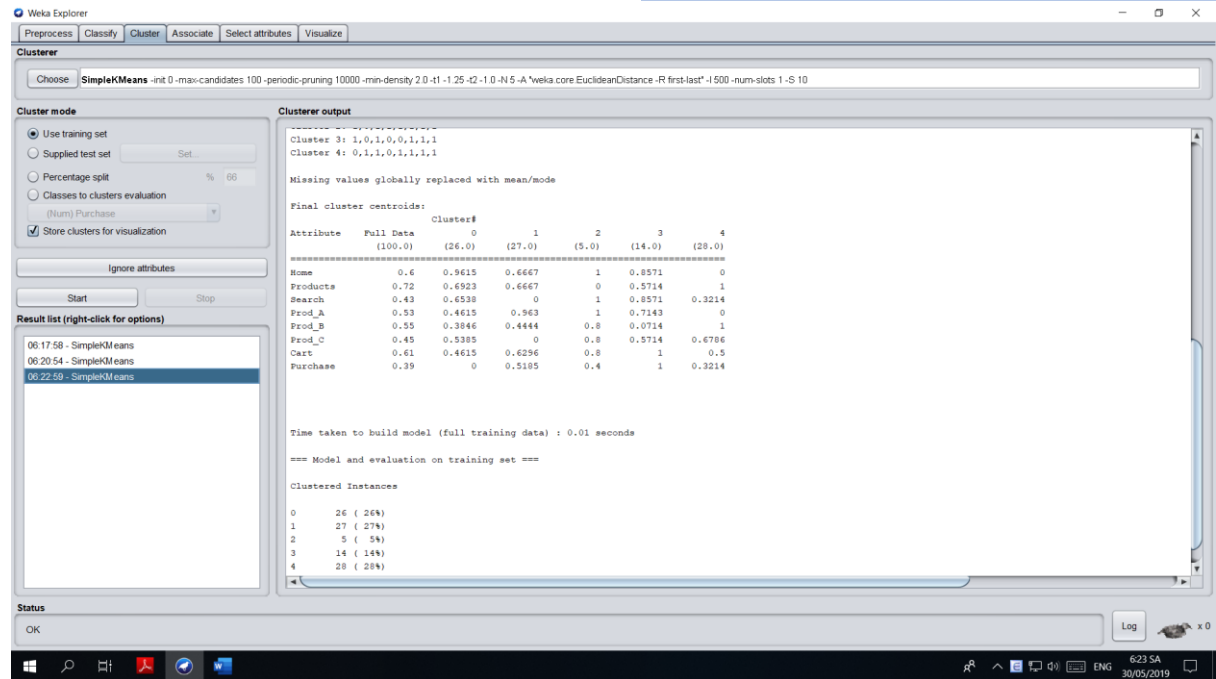 Weka Explorer
Preprocess Classify Cluster Associate Select attributes Visualize
Clusterer
Choose SimpleKMeans -init 0 -max-candidates 100 -periodic-pruning 10000 -min-density 2.0 -t1 -1.25 -t2 -1.0 -N 5 -A "weka.core.EuclideanDistance -R first-last" -I 500 -num-slots 1 -S 10
Cluster mode
Use training set
Supplied test set Set...
Percentage split % 66
Classes to clusters evaluation
(Num) Purchase
Store clusters for visualization
Ignore attributes
Start Stop
Result list (right-click for options)
06:17:58 - SimpleKMeans
06:20:54 - SimpleKMeans
06:22:59 - SimpleKMeans
Clusterer output
Cluster 3: 1,0,1,0,0,1,1,1
Cluster 4: 0,1,1,0,1,1,1,1
Missing values globally replaced with mean/mode
Final cluster centroids:
Cluster#
Attribute Full Data 0 1 2 3 4
(100.0) (26.0) (27.0) (5.0) (14.0) (28.0)
================================================================================
Home 0.6 0.9615 0.6667 1 0.8571 0
Products 0.72 0.6923 0.6667 0 0.5714 1
Search 0.43 0.6538 0 1 0.8571 0.3214
Prod_A 0.53 0.4615 0.963 1 0.7143 0
Prod_B 0.55 0.3846 0.4444 0.8 0.0714 1
Prod_C 0.45 0.5385 0 0.8 0.5714 0.6786
Cart 0.61 0.4615 0.6296 0.8 1 0.5
Purchase 0.39 0 0.5185 0.4 1 0.3214
Time taken to build model (full training data) : 0.01 seconds
=== Model and evaluation on training set ===
Clustered Instances
0 26 ( 26%)
1 27 ( 27%)
2 5 ( 5%)
3 14 ( 14%)
4 28 ( 28%)
Status
OK
Log x 0
ENG 6:23 SA
30/05/2019